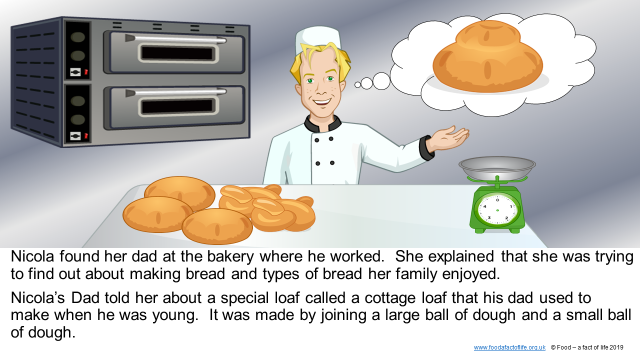 Nicola found her dad at the bakery where he worked.  She explained that she was trying
to find out about making bread and types of bread her family enjoyed.
Nicola's Dad told her about a special loaf called a cottage loaf that his dad used to
make when he was young.  It was made by joining a large ball of dough and a small ball
of dough.
www.foodafactoflife.org.uk   © Food – a fact of life 2019